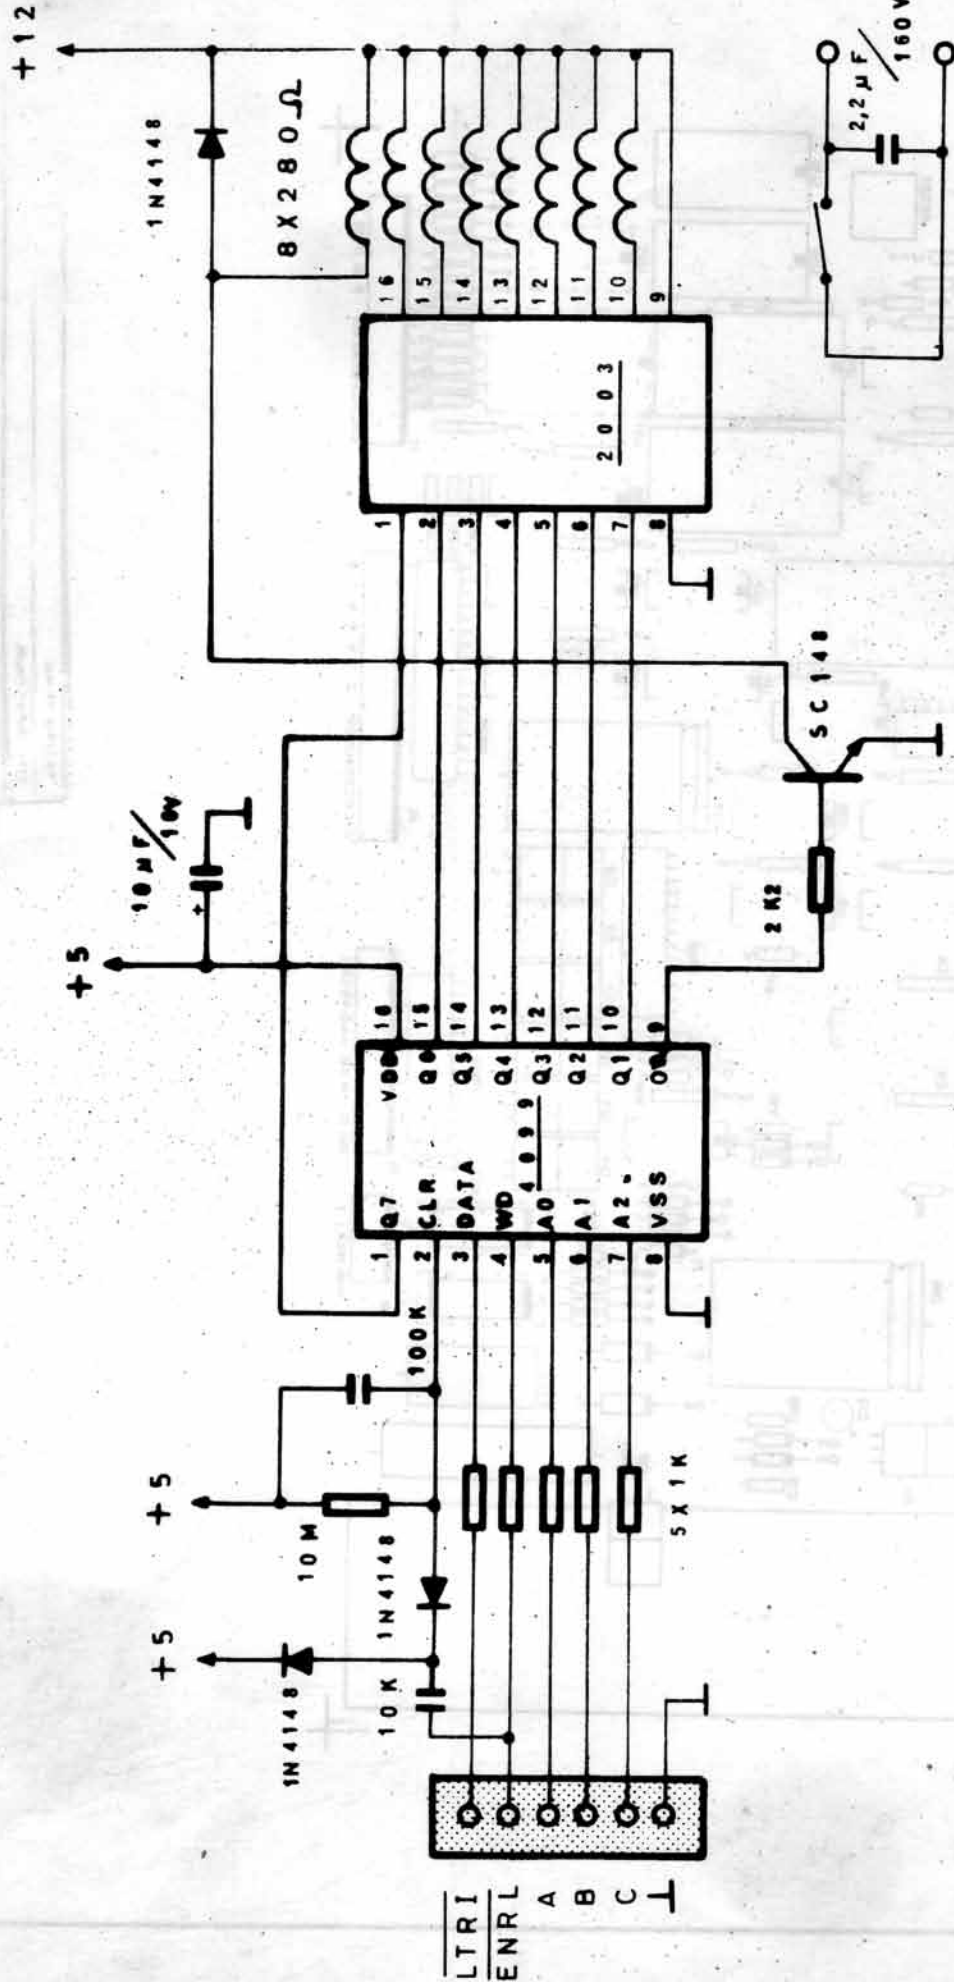 +12
1N4148
8X280Ω
16
15
14
13
12
11
10
9
2003
1
2
3
4
5
6
7
8
2,2µF/160V
+5
10µF/10V
+
SC148
2K2
VDD 16
Q6 15
Q5 14
Q4 13
Q3 12
Q2 11
Q1 10
9
4099
1 Q7
2 CLR
3 DATA
4 WD
5 A0
6 A1
7 A2
8 VSS
100K
+5
10M
1N4148
+5
1N4148
10K
5X1K
LTRI
ENRL
A
B
C